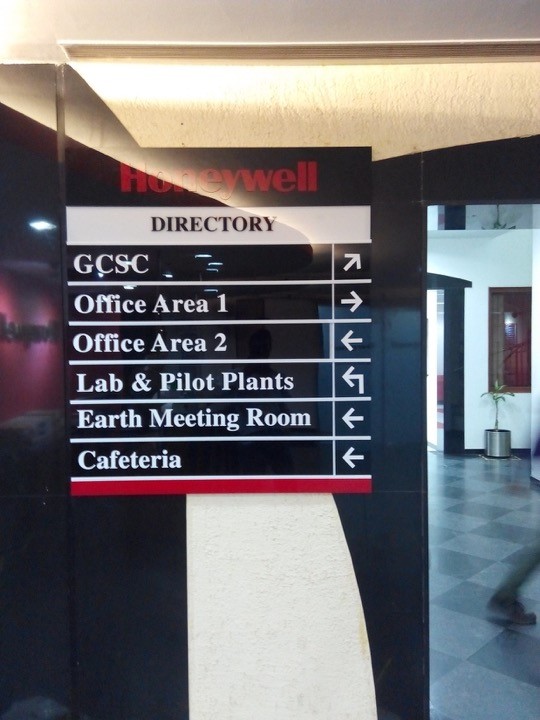 Honeywell
DIRECTORY
GCSC
Office Area 1
Office Area 2
Lab & Pilot Plants
Earth Meeting Room
Cafeteria